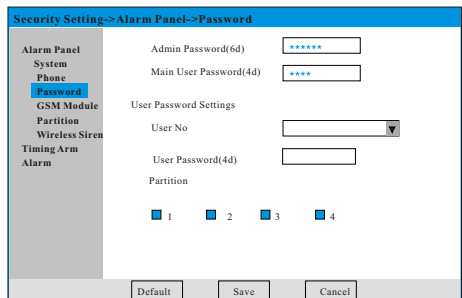 Security Setting->Alarm Panel->Password
Alarm Panel
System
Phone
Password
GSM Module
Partition
Wireless Siren
Timing Arm
Alarm
Admin Password(6d) ******
Main User Password(4d) ****
User Password Settings
User No
User Password(4d)
Partition
1 2 3 4
Default Save Cancel